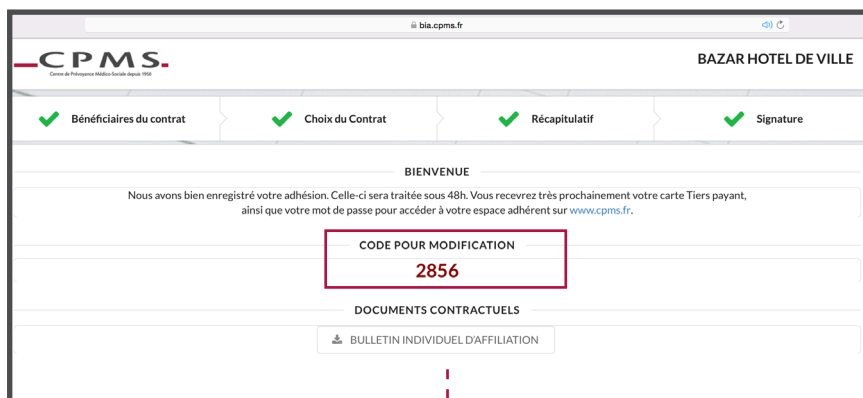 bia.cpms.fr
CPMS
Centre de Prévoyance Médico-Sociale depuis 1950
BAZAR HOTEL DE VILLE
Bénéficiaires du contrat
Choix du Contrat
Récapitulatif
Signature
BIENVENUE
Nous avons bien enregistré votre adhésion. Celle-ci sera traitée sous 48h. Vous recevrez très prochainement votre carte Tiers payant,
ainsi que votre mot de passe pour accéder à votre espace adhérent sur www.cpms.fr.
CODE POUR MODIFICATION
2856
DOCUMENTS CONTRACTUELS
BULLETIN INDIVIDUEL D'AFFILIATION